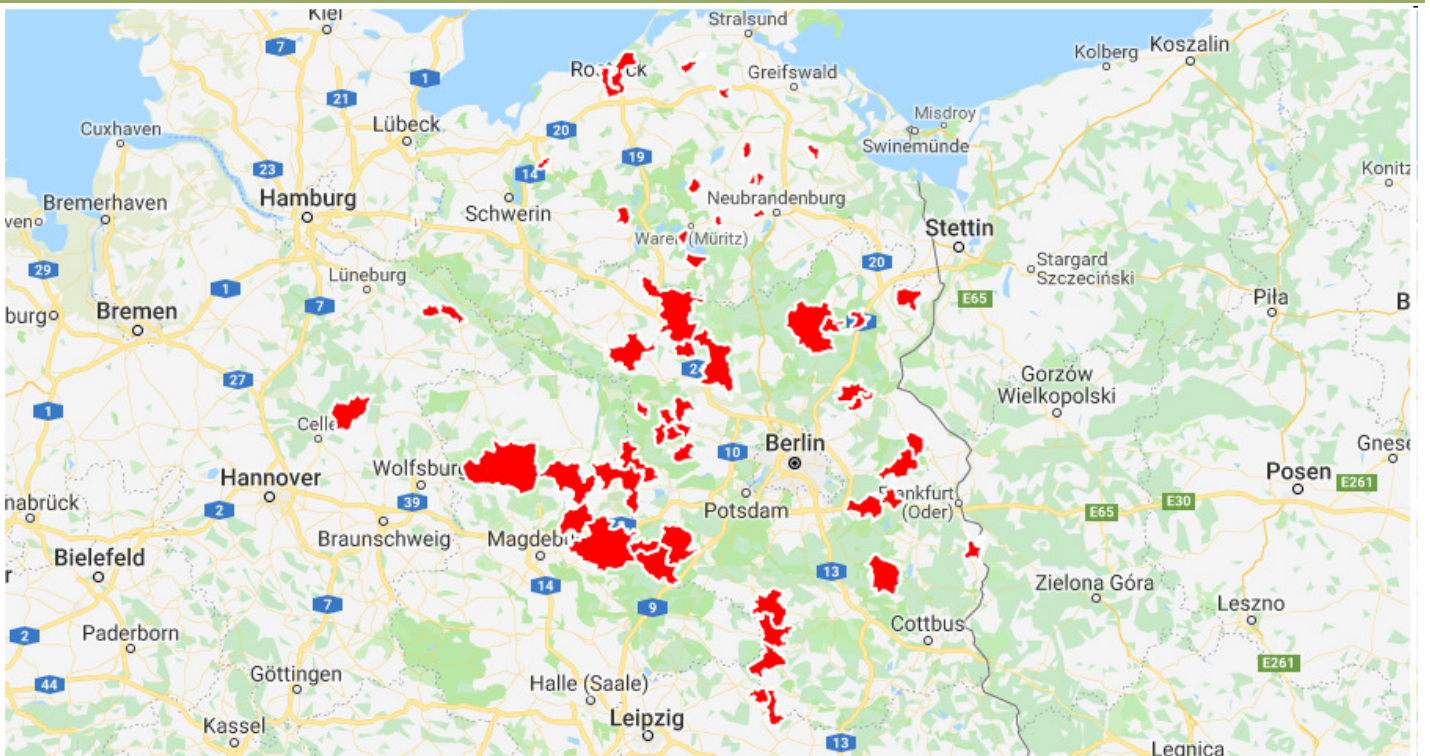 Kiel
Stralsund
7
Rostock
Greifswald
Kolberg
Koszalin
1
21
Cuxhaven
Lübeck
20
Misdroy
Swinemünde
23
19
14
Konitz
Bremerhaven
Hamburg
Schwerin
Neubrandenburg
Waren (Müritz)
Stettin
29
Lüneburg
20
Stargard
Szczeciński
1
7
E65
Piła
burg
Bremen
B
27
24
Gorzów
Wielkopolski
1
Celle
10
Berlin
Gnese
Wolfsburg
Hannover
39
Posen
E261
nabrück
2
Potsdam
Frankfurt
(Oder)
E65
E30
Braunschweig
Magdebu
Bielefeld
r
14
13
Zielona Góra
7
9
Leszno
2
Paderborn
Cottbus
E261
Göttingen
44
Halle (Saale)
Kassel
Leipzig
13
Legnica